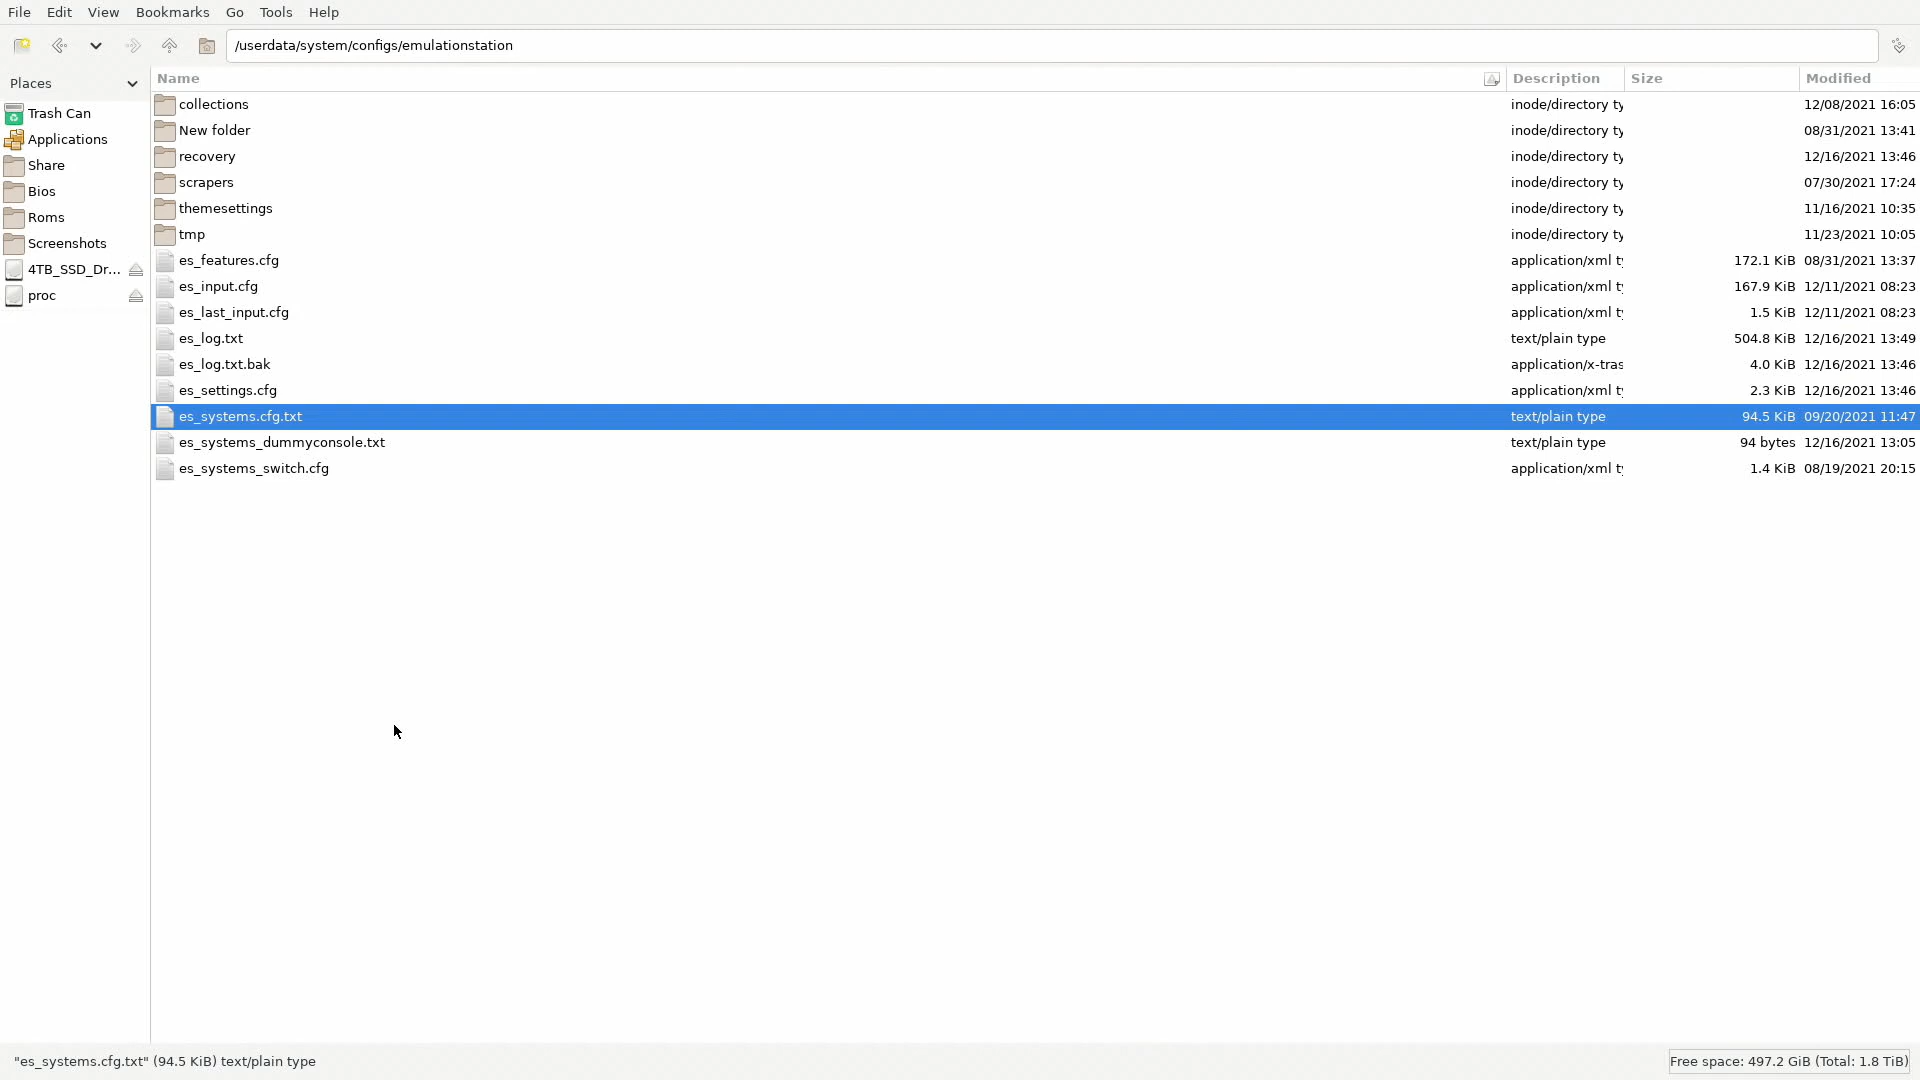 File Edit View Bookmarks Go Tools Help
/userdata/system/configs/emulationstation
Places
Trash Can
Applications
Share
Bios
Roms
Screenshots
4TB_SSD_Dr...
proc
Name Description Size Modified
collections inode/directory ty 12/08/2021 16:05
New folder inode/directory ty 08/31/2021 13:41
recovery inode/directory ty 12/16/2021 13:46
scrapers inode/directory ty 07/30/2021 17:24
themesettings inode/directory ty 11/16/2021 10:35
tmp inode/directory ty 11/23/2021 10:05
es_features.cfg application/xml ty 172.1 KiB 08/31/2021 13:37
es_input.cfg application/xml ty 167.9 KiB 12/11/2021 08:23
es_last_input.cfg application/xml ty 1.5 KiB 12/11/2021 08:23
es_log.txt text/plain type 504.8 KiB 12/16/2021 13:49
es_log.txt.bak application/x-tras 4.0 KiB 12/16/2021 13:46
es_settings.cfg application/xml ty 2.3 KiB 12/16/2021 13:46
es_systems.cfg.txt text/plain type 94.5 KiB 09/20/2021 11:47
es_systems_dummyconsole.txt text/plain type 94 bytes 12/16/2021 13:05
es_systems_switch.cfg application/xml ty 1.4 KiB 08/19/2021 20:15
"es_systems.cfg.txt" (94.5 KiB) text/plain type
Free space: 497.2 GiB (Total: 1.8 TiB)